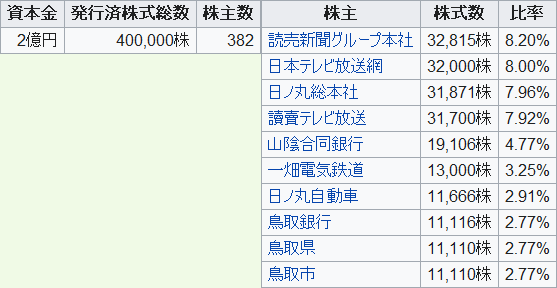 資本金 発行済株式総数 株主数 株主 株式数 比率
2億円 400,000株 382 読売新聞グループ本社 32,815株 8.20%
日本テレビ放送網 32,000株 8.00%
日ノ丸総本社 31,871株 7.96%
讀賣テレビ放送 31,700株 7.92%
山陰合同銀行 19,106株 4.77%
一畑電気鉄道 13,000株 3.25%
日ノ丸自動車 11,666株 2.91%
鳥取銀行 11,116株 2.77%
鳥取県 11,110株 2.77%
鳥取市 11,110株 2.77%